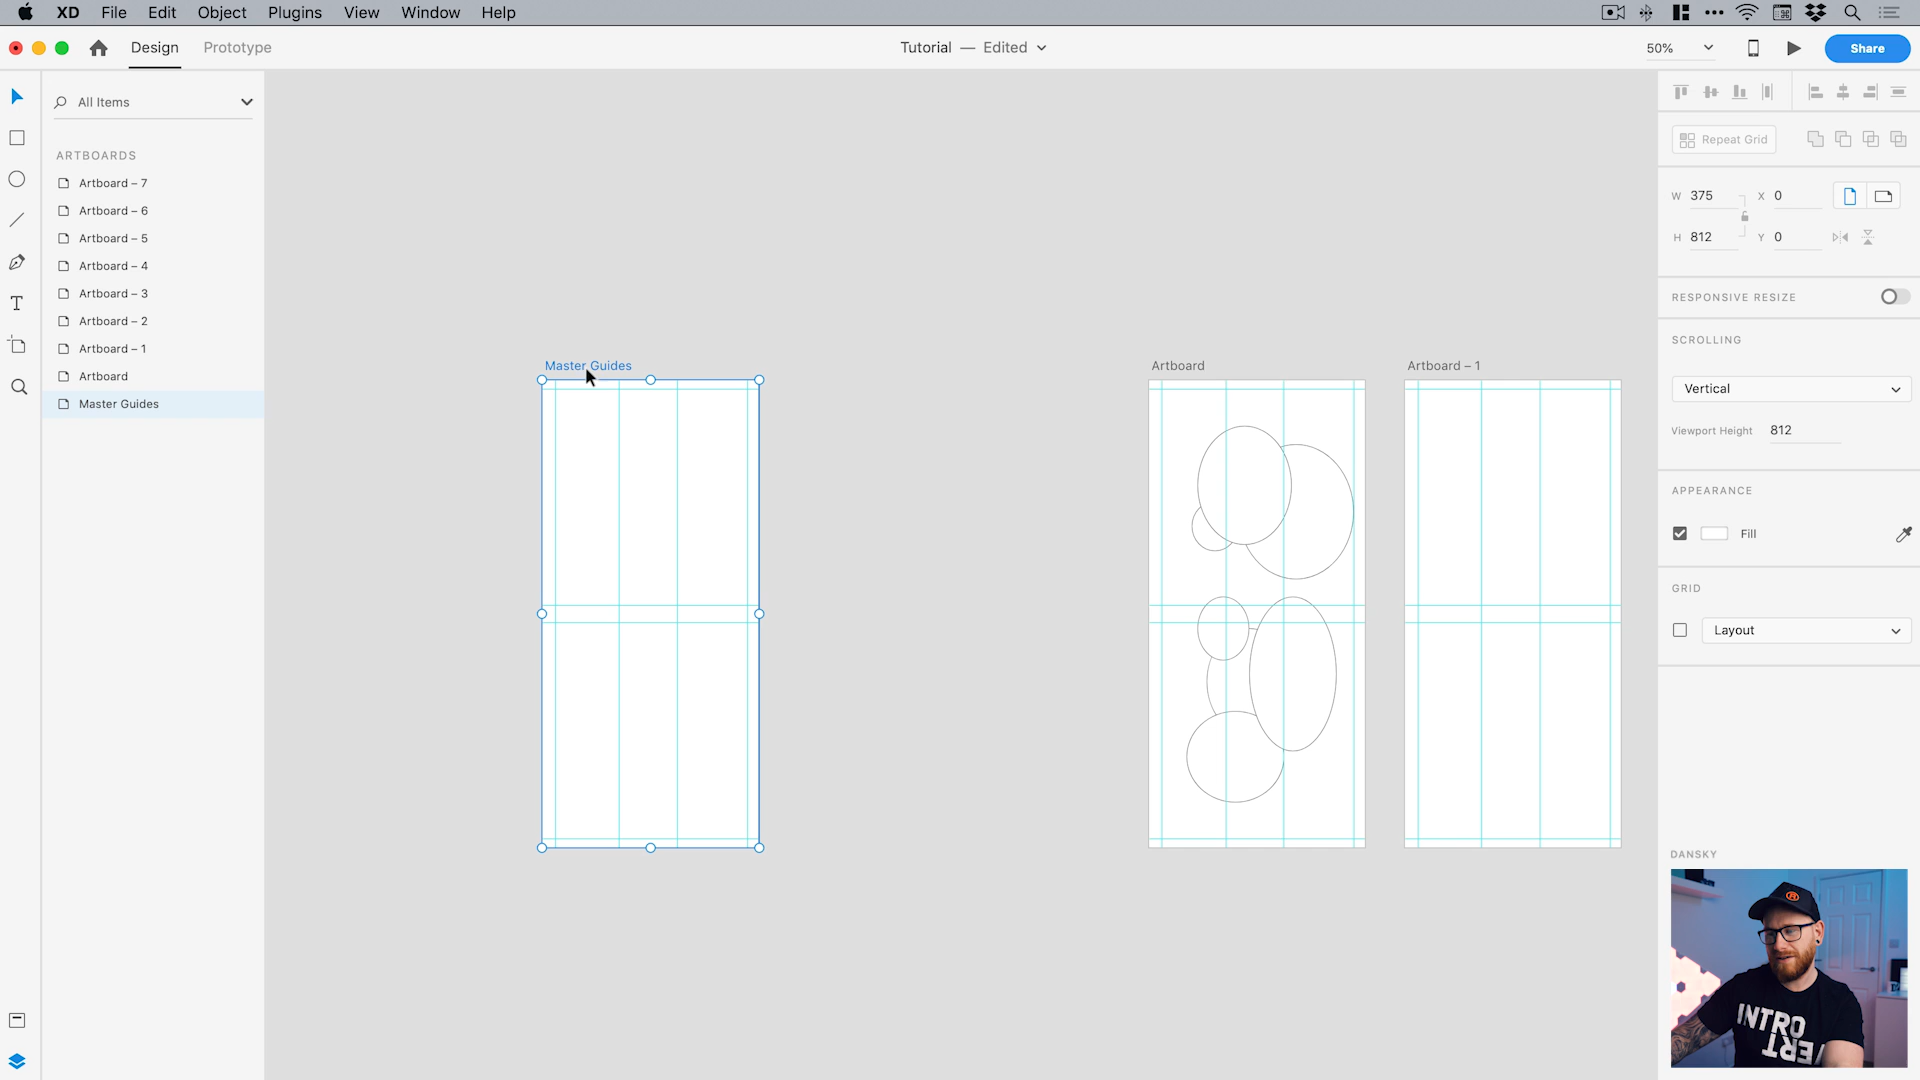 XD File Edit Object Plugins View Window Help
Design Prototype
Tutorial — Edited
50%
Share
All Items
ARTBOARDS
Artboard – 7
Artboard – 6
Artboard – 5
Artboard – 4
Artboard – 3
Artboard – 2
Artboard – 1
Artboard
Master Guides
Master Guides
Artboard
Artboard – 1
Repeat Grid
W 375 X 0
H 812 Y 0
RESPONSIVE RESIZE
SCROLLING
Vertical
Viewport Height 812
APPEARANCE
Fill
GRID
Layout
DANSKY
INTRO
VERT